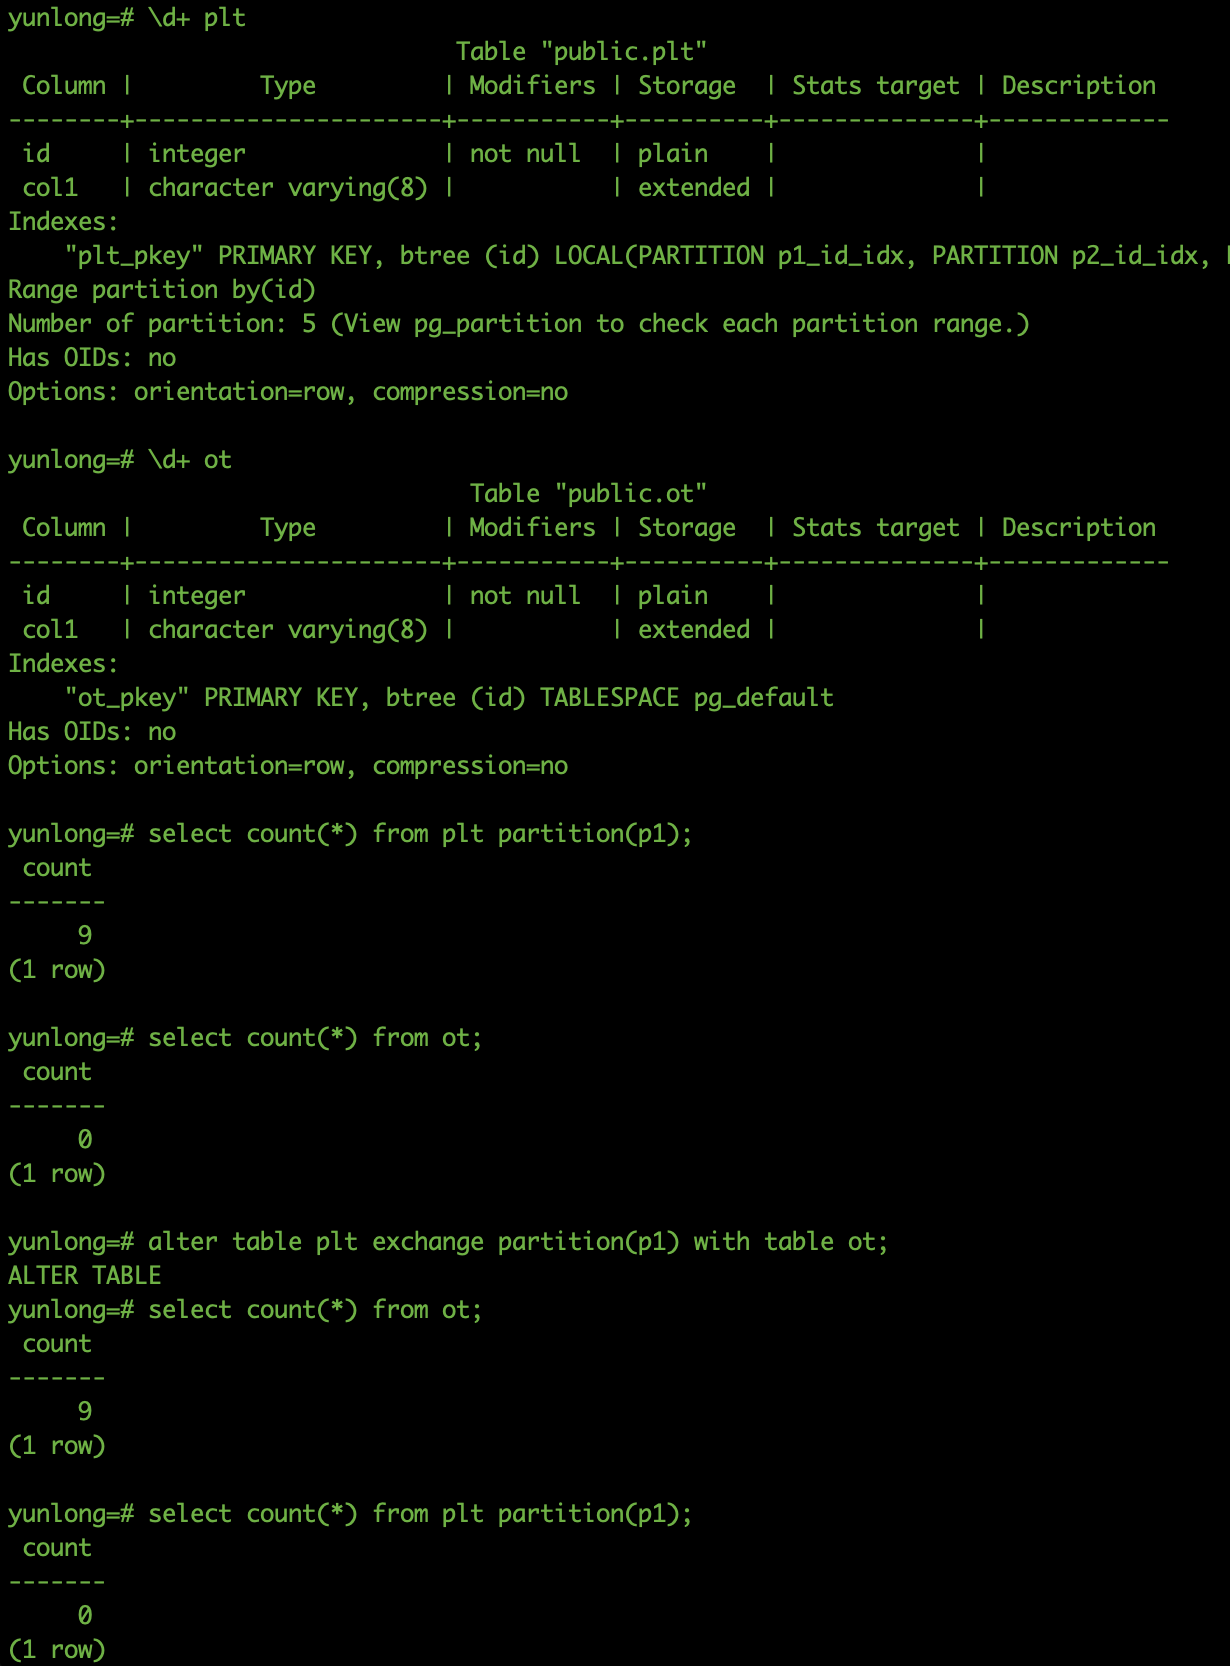 yunlong=# \d+ plt
                                Table "public.plt"
 Column |         Type         | Modifiers | Storage  | Stats target | Description
--------+----------------------+-----------+----------+--------------+-------------
 id     | integer              | not null  | plain    |              |
 col1   | character varying(8) |           | extended |              |
Indexes:
    "plt_pkey" PRIMARY KEY, btree (id) LOCAL(PARTITION p1_id_idx, PARTITION p2_id_idx,
Range partition by(id)
Number of partition: 5 (View pg_partition to check each partition range.)
Has OIDs: no
Options: orientation=row, compression=no

yunlong=# \d+ ot
                                 Table "public.ot"
 Column |         Type         | Modifiers | Storage  | Stats target | Description
--------+----------------------+-----------+----------+--------------+-------------
 id     | integer              | not null  | plain    |              |
 col1   | character varying(8) |           | extended |              |
Indexes:
    "ot_pkey" PRIMARY KEY, btree (id) TABLESPACE pg_default
Has OIDs: no
Options: orientation=row, compression=no

yunlong=# select count(*) from plt partition(p1);
 count
-------
     9
(1 row)

yunlong=# select count(*) from ot;
 count
-------
     0
(1 row)

yunlong=# alter table plt exchange partition(p1) with table ot;
ALTER TABLE
yunlong=# select count(*) from ot;
 count
-------
     9
(1 row)

yunlong=# select count(*) from plt partition(p1);
 count
-------
     0
(1 row)